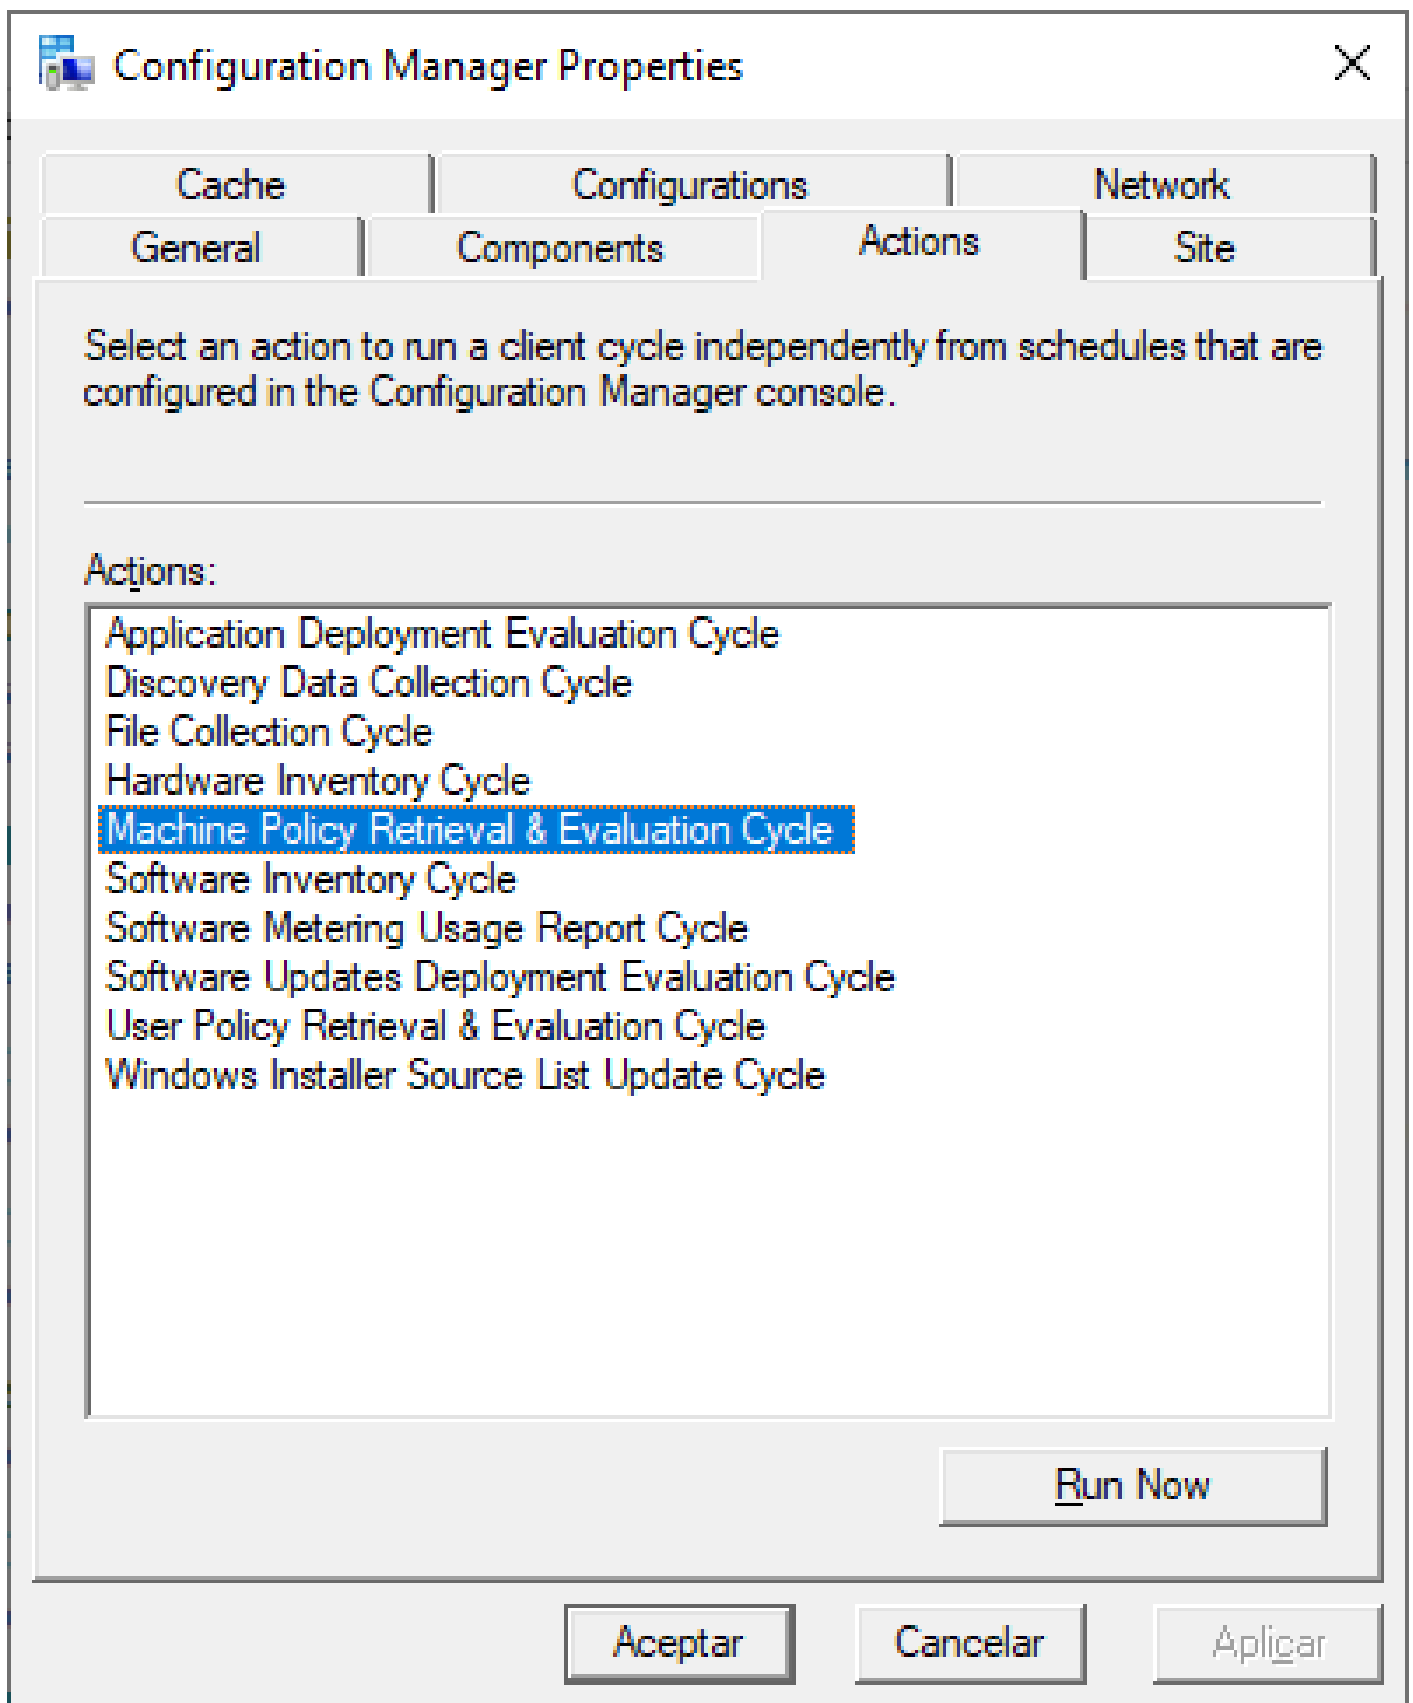 Configuration Manager Properties
Cache Configurations Network
General Components Actions Site
Select an action to run a client cycle independently from schedules that are
configured in the Configuration Manager console.
Actions:
Application Deployment Evaluation Cycle
Discovery Data Collection Cycle
File Collection Cycle
Hardware Inventory Cycle
Machine Policy Retrieval & Evaluation Cycle
Software Inventory Cycle
Software Metering Usage Report Cycle
Software Updates Deployment Evaluation Cycle
User Policy Retrieval & Evaluation Cycle
Windows Installer Source List Update Cycle
Run Now
Aceptar Cancelar Aplicar